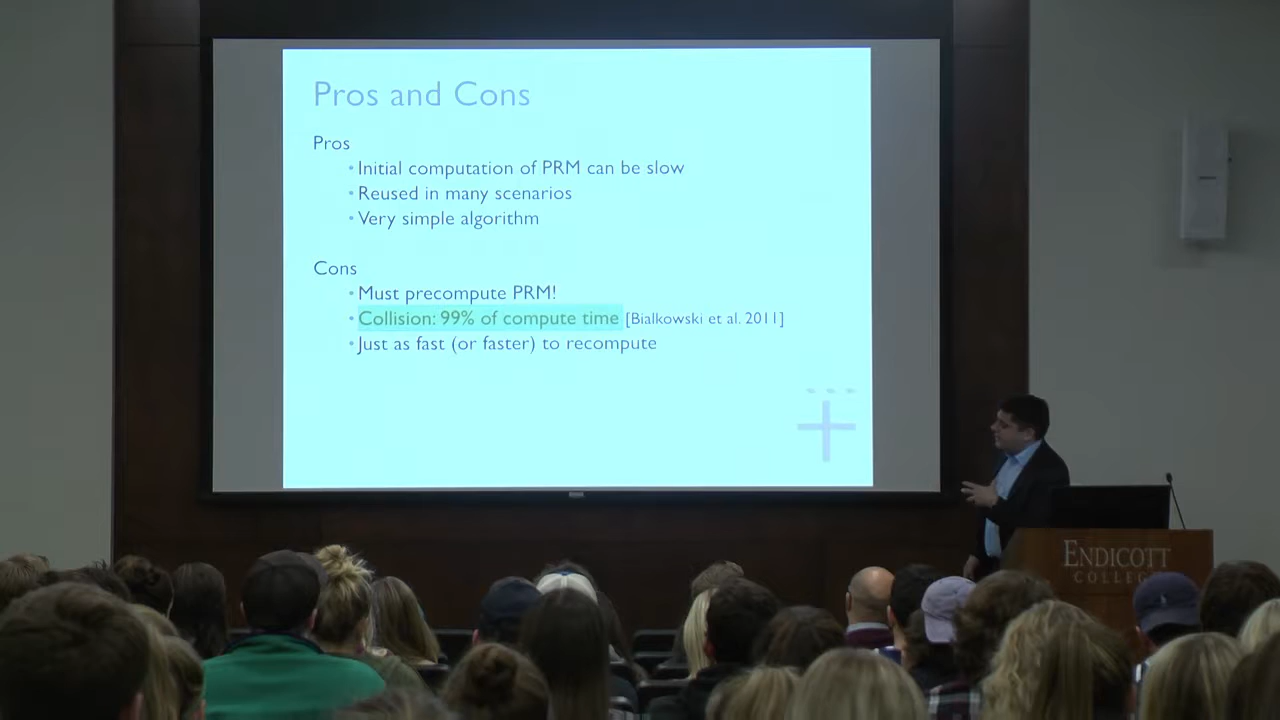 Pros and Cons
Pros
• Initial computation of PRM can be slow
• Reused in many scenarios
• Very simple algorithm
Cons
• Must precompute PRM!
• Collision: 99% of compute time [Bialkowski et al. 2011]
• Just as fast (or faster) to recompute
ENDICOTT
COLLEGE